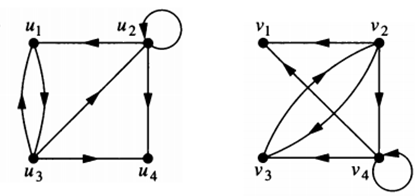 u₁ u₂ v₁ v₂
u₃ u₄ v₃ v₄